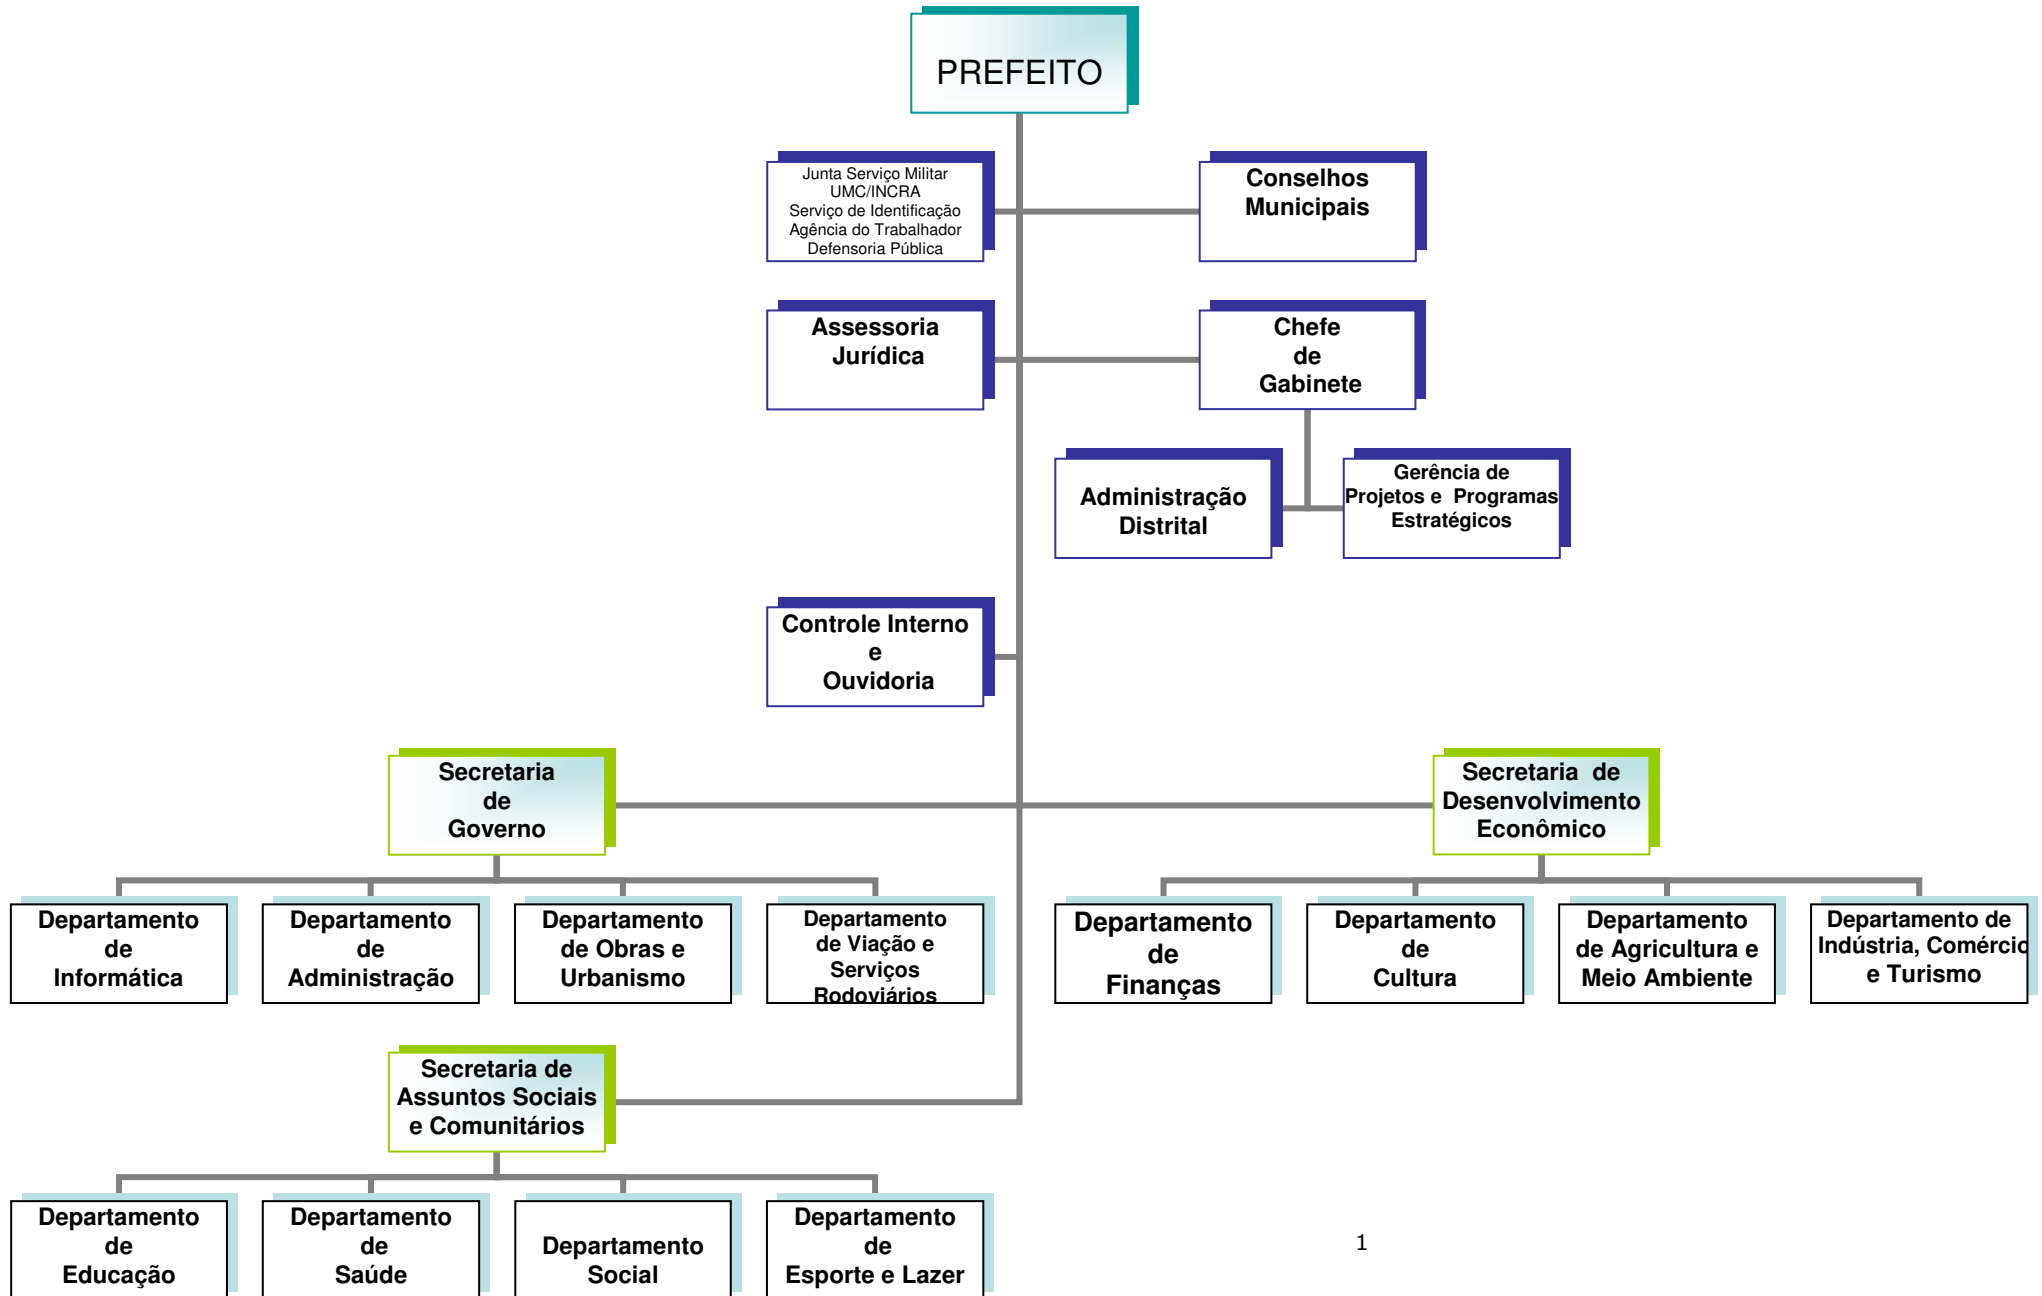 PREFEITO
Junta Serviço Militar
UMC/INCRA
Serviço de Identificação
Agência do Trabalhador
Defensoria Pública
Conselhos
Municipais
Assessoria
Jurídica
Chefe
de
Gabinete
Administração
Distrital
Gerência de
Projetos e Programas
Estratégicos
Controle Interno
e
Ouvidoria
Secretaria
de
Governo
Secretaria de
Desenvolvimento
Econômico
Departamento
de
Informática
Departamento
de
Administração
Departamento
de Obras e
Urbanismo
Departamento
de Viação e
Serviços
Rodoviários
Departamento
de
Finanças
Departamento
de
Cultura
Departamento
de Agricultura e
Meio Ambiente
Departamento de
Indústria, Comércio
e Turismo
Secretaria de
Assuntos Sociais
e Comunitários
Departamento
de
Educação
Departamento
de
Saúde
Departamento
Social
Departamento
de
Esporte e Lazer
1